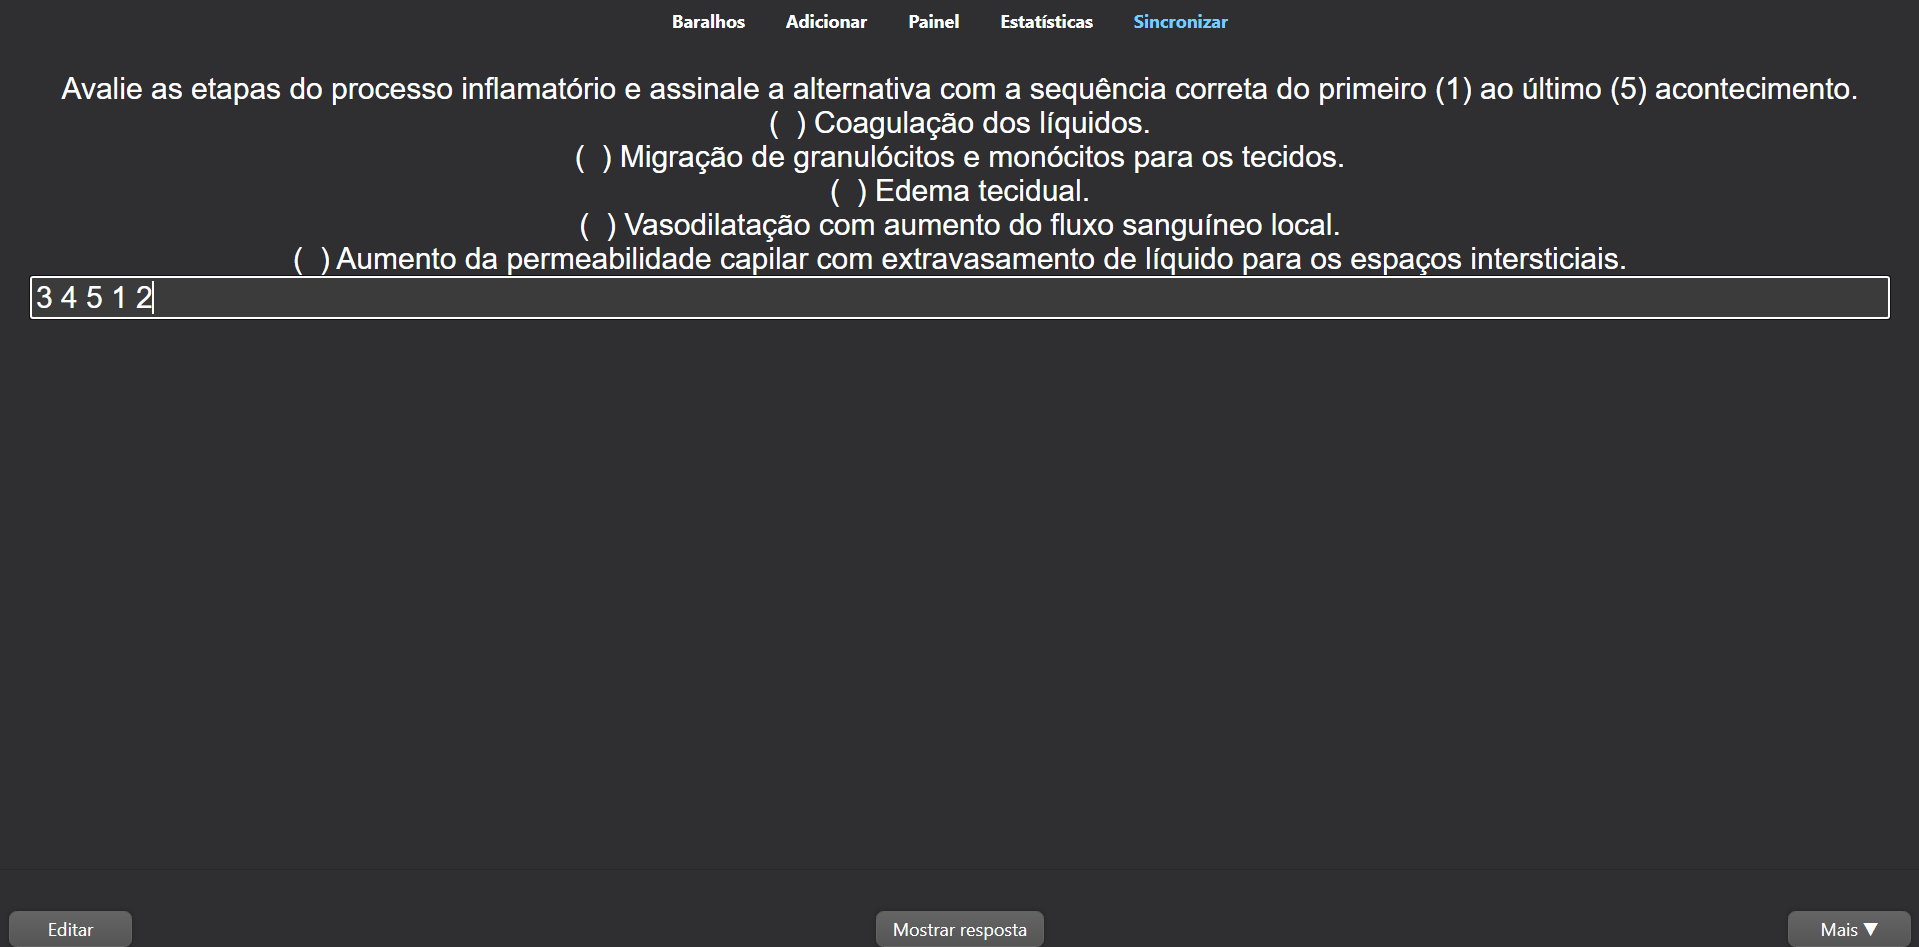 Baralhos Adicionar Painel Estatísticas Sincronizar
Avalie as etapas do processo inflamatório e assinale a alternativa com a sequência correta do primeiro (1) ao último (5) acontecimento.
(  ) Coagulação dos líquidos.
(  ) Migração de granulócitos e monócitos para os tecidos.
(  ) Edema tecidual.
(  ) Vasodilatação com aumento do fluxo sanguíneo local.
(  ) Aumento da permeabilidade capilar com extravasamento de líquido para os espaços intersticiais.
3 4 5 1 2
Editar Mostrar resposta Mais ▼